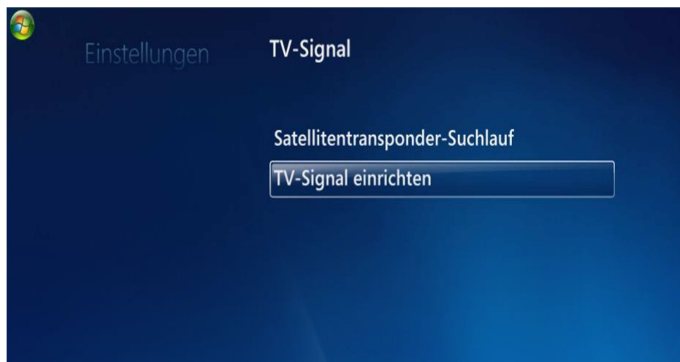 Einstellungen
TV-Signal
Satellitentransponder-Suchlauf
TV-Signal einrichten